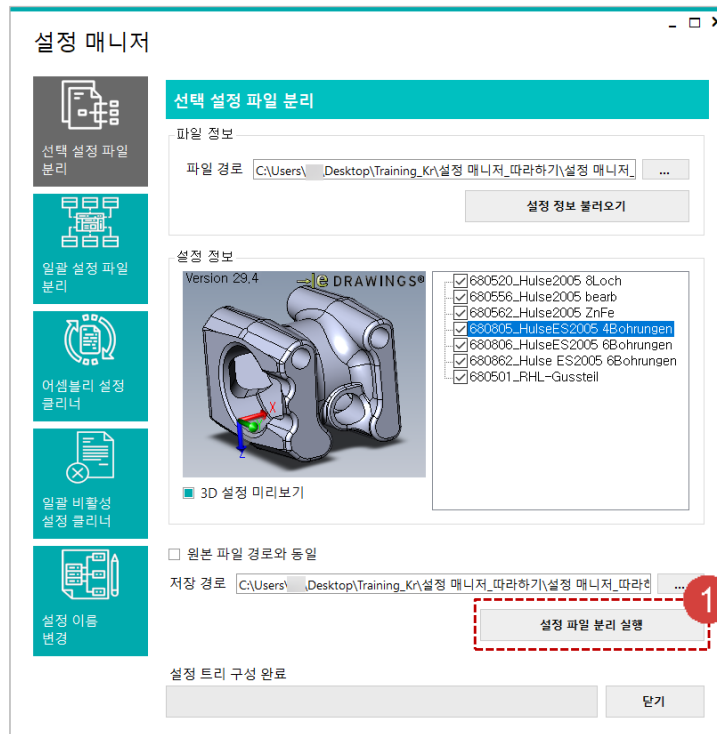 설정 매니저
선택 설정 파일
분리
일괄 설정 파일
분리
어셈블리 설정
클리너
일괄 비활성
설정 클리너
설정 이름
변경
선택 설정 파일 분리
파일 정보
파일 경로 C:\Users\ ,Desktop\Training_Kr\설정 매니저_따라하기\설정 매니저_ ...
설정 정보 불러오기
설정 정보
Version 29.4 eDRAWINGS®
X
Z
3D 설정 미리보기
680520_Hulse2005 8Loch
680556_Hulse2005 bearb
680562_Hulse2005 ZnFe
680805_HulseES2005 4Bohrungen
680806_HulseES2005 6Bohrungen
680862_Hulse ES2005 6Bohrungen
680501_RHL-Gussteil
원본 파일 경로와 동일
저장 경로 C:\Users\ ,Desktop\Training_Kr\설정 매니저_따라하기\설정 매니저_따라 ...
1
설정 파일 분리 실행
설정 트리 구성 완료
닫기